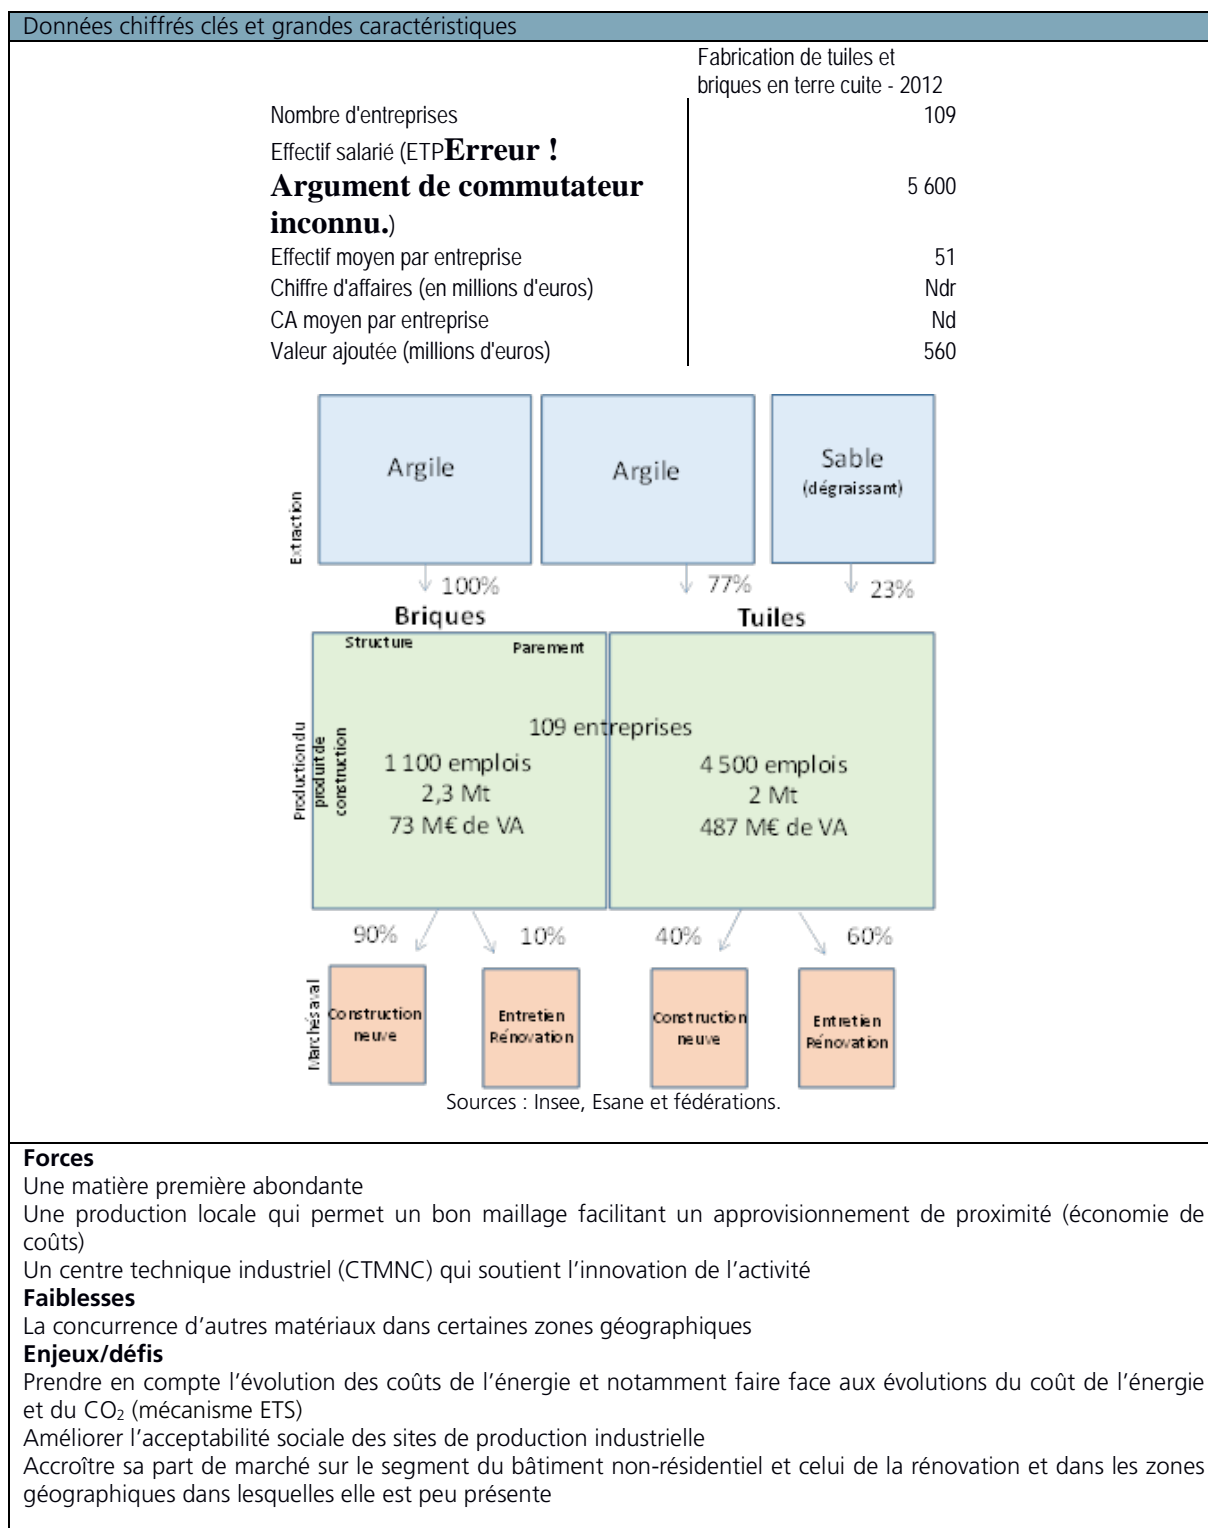 Données chiffrés clés et grandes caractéristiques
Fabrication de tuiles et
briques en terre cuite - 2012
Nombre d'entreprises 109
Effectif salarié (ETPErreur !
Argument de commutateur
inconnu.) 5 600
Effectif moyen par entreprise 51
Chiffre d'affaires (en millions d'euros) Ndr
CA moyen par entreprise Nd
Valeur ajoutée (millions d'euros) 560
Extraction
Argile
Argile
Sable
(dégraissant)
100%
77%
23%
Briques
Tuiles
Structure
Parement
Production du
produit de
construction
109 entreprises
1 100 emplois
2,3 Mt
73 M€ de VA
4 500 emplois
2 Mt
487 M€ de VA
90%
10%
40%
60%
Marchés aval
Construction
neuve
Entretien
Rénovation
Construction
neuve
Entretien
Rénovation
Sources : Insee, Esane et fédérations.
Forces
Une matière première abondante
Une production locale qui permet un bon maillage facilitant un approvisionnement de proximité (économie de
coûts)
Un centre technique industriel (CTMNC) qui soutient l'innovation de l'activité
Faiblesses
La concurrence d'autres matériaux dans certaines zones géographiques
Enjeux/défis
Prendre en compte l'évolution des coûts de l'énergie et notamment faire face aux évolutions du coût de l'énergie
et du CO₂ (mécanisme ETS)
Améliorer l'acceptabilité sociale des sites de production industrielle
Accroître sa part de marché sur le segment du bâtiment non-résidentiel et celui de la rénovation et dans les zones
géographiques dans lesquelles elle est peu présente